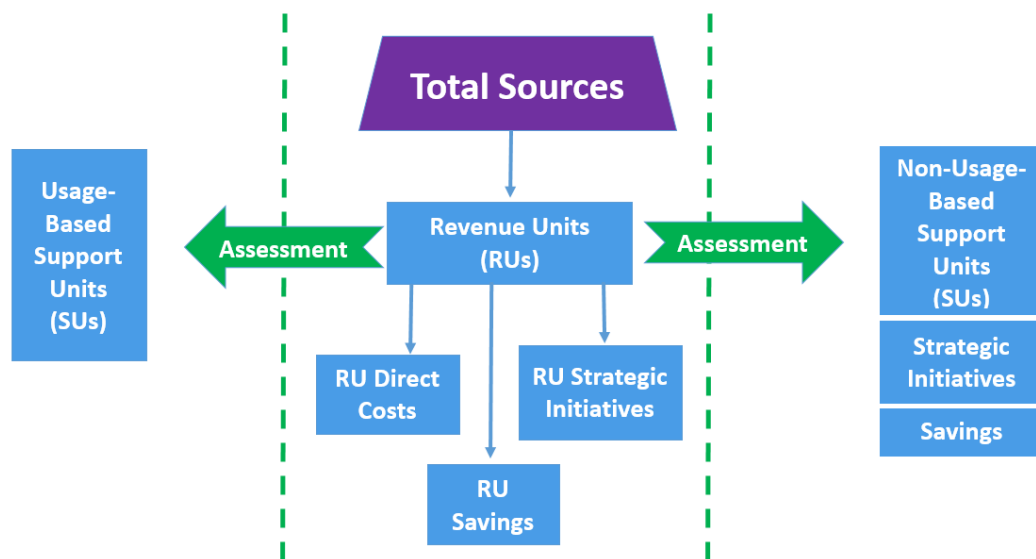 Total Sources
Usage-
Based
Support
Units
(SUs)
Assessment
Revenue Units
(RUs)
Assessment
Non-Usage-
Based
Support
Units
(SUs)
Strategic
Initiatives
Savings
RU Direct
Costs
RU Strategic
Initiatives
RU
Savings